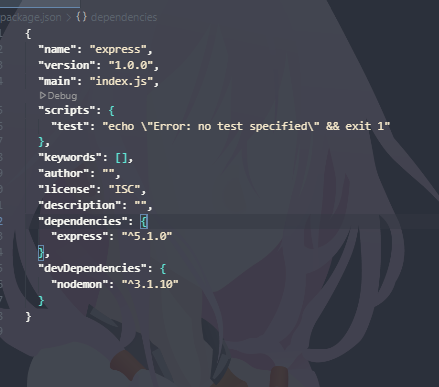 package.json > {} dependencies
{
"name": "express",
"version": "1.0.0",
"main": "index.js",
Debug
"scripts": {
"test": "echo \"Error: no test specified\" && exit 1"
},
"keywords": [],
"author": "",
"license": "ISC",
"description": "",
"dependencies": {
"express": "^5.1.0"
},
"devDependencies": {
"nodemon": "^3.1.10"
}
}